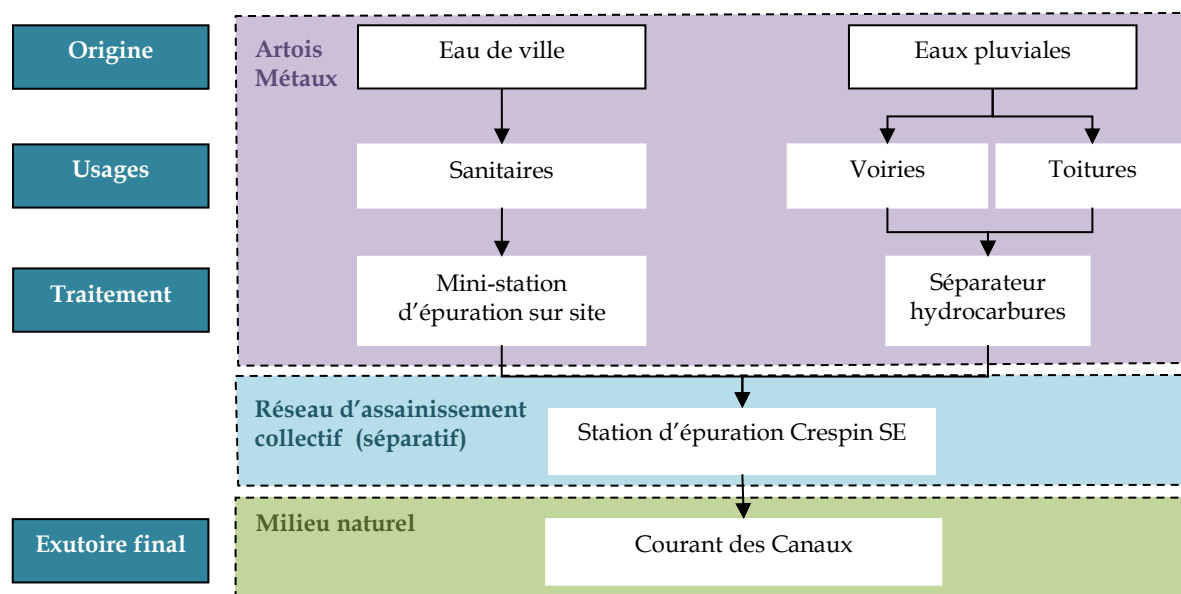 Origine
Artois
Métaux
Eau de ville
Eaux pluviales
Usages
Sanitaires
Voiries
Toitures
Traitement
Mini-station
d’épuration sur site
Séparateur
hydrocarbures
Réseau d’assainissement
collectif (séparatif)
Station d’épuration Crespin SE
Milieu naturel
Exutoire final
Courant des Canaux